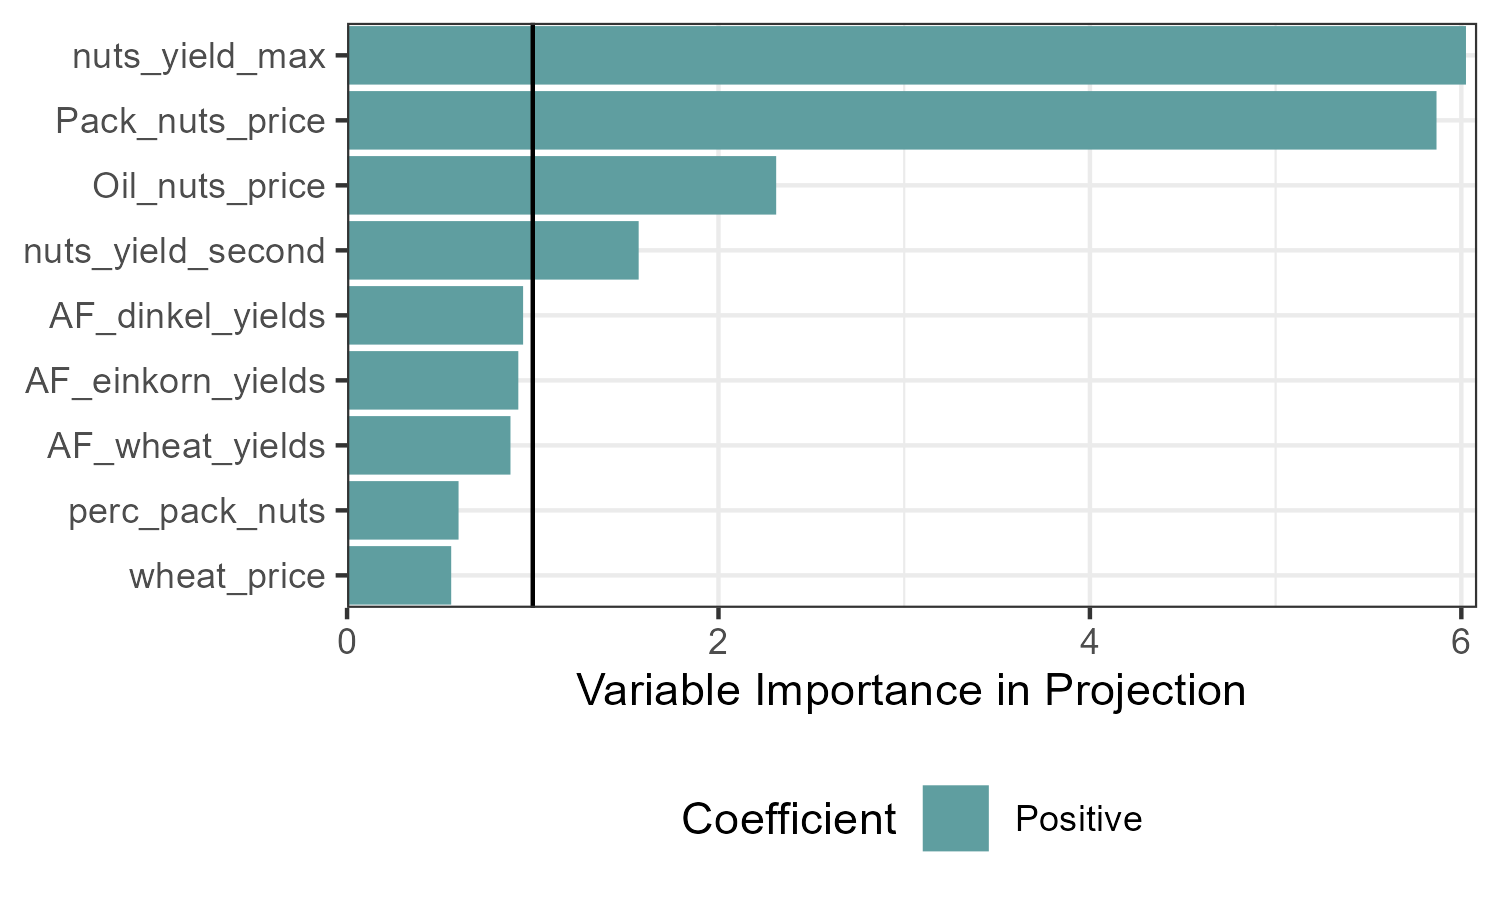 nuts_yield_max
Pack_nuts_price
Oil_nuts_price
nuts_yield_second
AF_dinkel_yields
AF_einkorn_yields
AF_wheat_yields
perc_pack_nuts
wheat_price
0 2 4 6
Variable Importance in Projection
Coefficient Positive